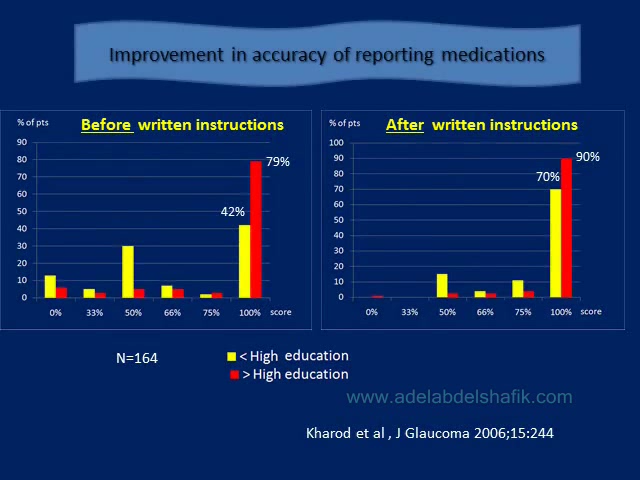 Improvement in accuracy of reporting medications
% of pts
Before written instructions
90
80
70
60
50
40
30
20
10
0
79%
42%
0% 33% 50% 66% 75% 100% score
% of pts
After written instructions
100
90
80
70
60
50
40
30
20
10
0
90%
70%
0% 33% 50% 66% 75% 100% score
N=164
< High education
> High education
www.adelabdelshafik.com
Kharod et al , J Glaucoma 2006;15:244